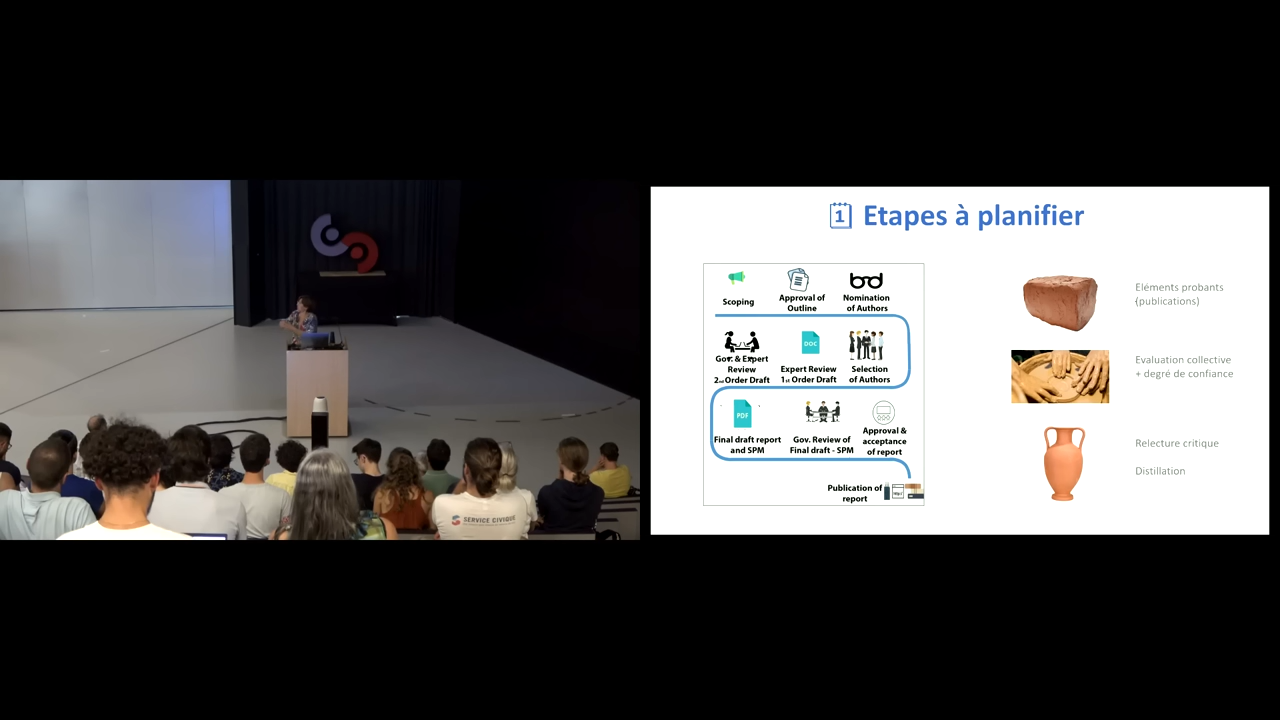 1 Etapes à planifier
Scoping
Approval of
Outline
Nomination
of Authors
Gov. & Expert
Review
2nd Order Draft
DOC
Expert Review
1st Order Draft
Selection
of Authors
PDF
Final draft report
and SPM
Gov. Review of
Final draft - SPM
Approval &
acceptance
of report
Publication of
report
Eléments probants
(publications)
Evaluation collective
+ degré de confiance
Relecture critique
Distillation
SERVICE CIVIQUE